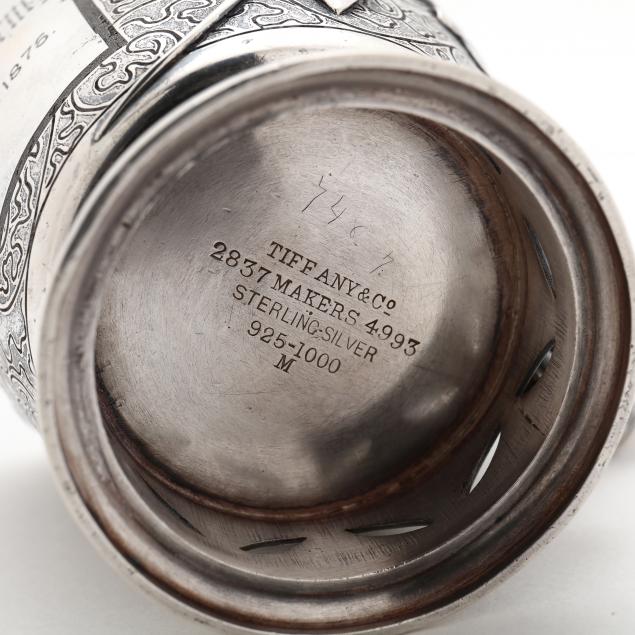 1876.
TIFFANY & Co
2837 MAKERS 4993
STERLING-SILVER
925-1000
M